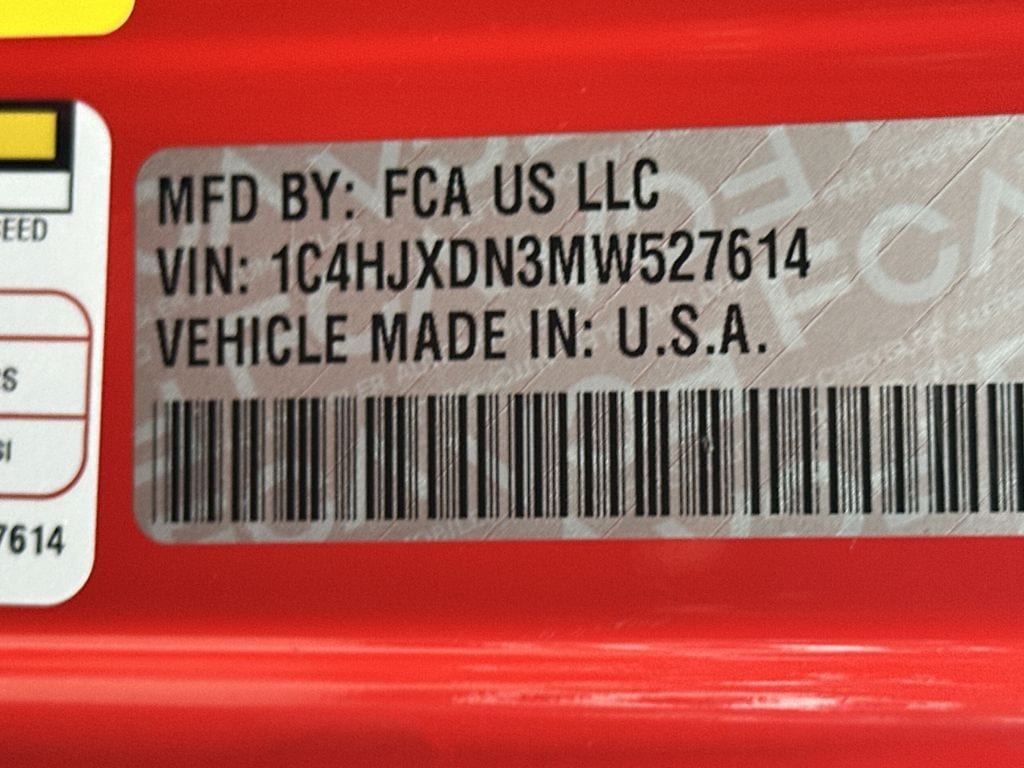 MFD BY: FCA US LLC
VIN: 1C4HJXDN3MW527614
VEHICLE MADE IN: U.S.A.
EED
7614